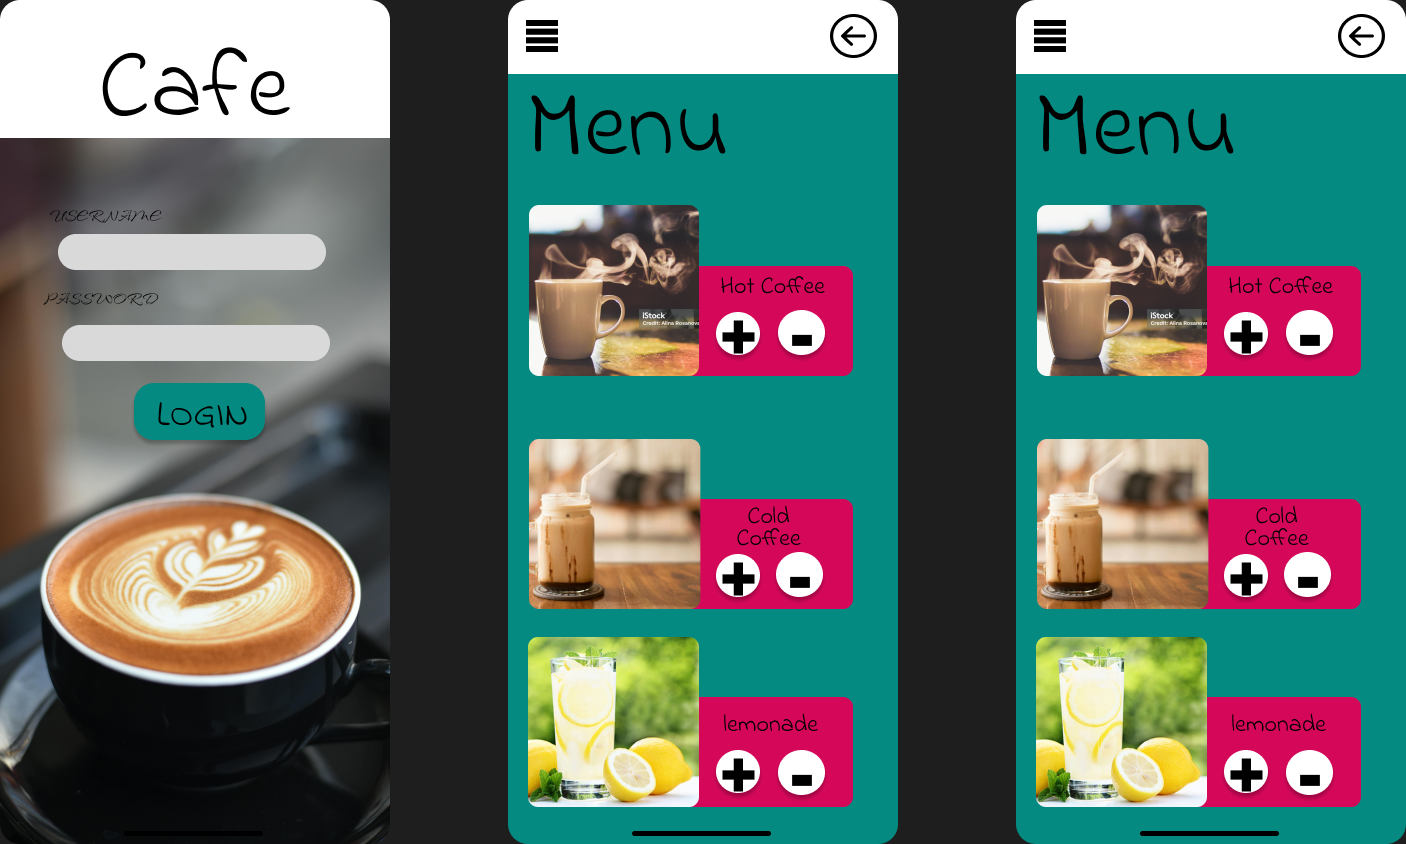 Cafe
USERNAME
PASSWORD
LOGIN
Menu
iStock
Credit: Alina Rosanova
Hot Coffee
+ -
Cold
Coffee
+ -
lemonade
+ -
Menu
iStock
Credit: Alina Rosanova
Hot Coffee
+ -
Cold
Coffee
+ -
lemonade
+ -